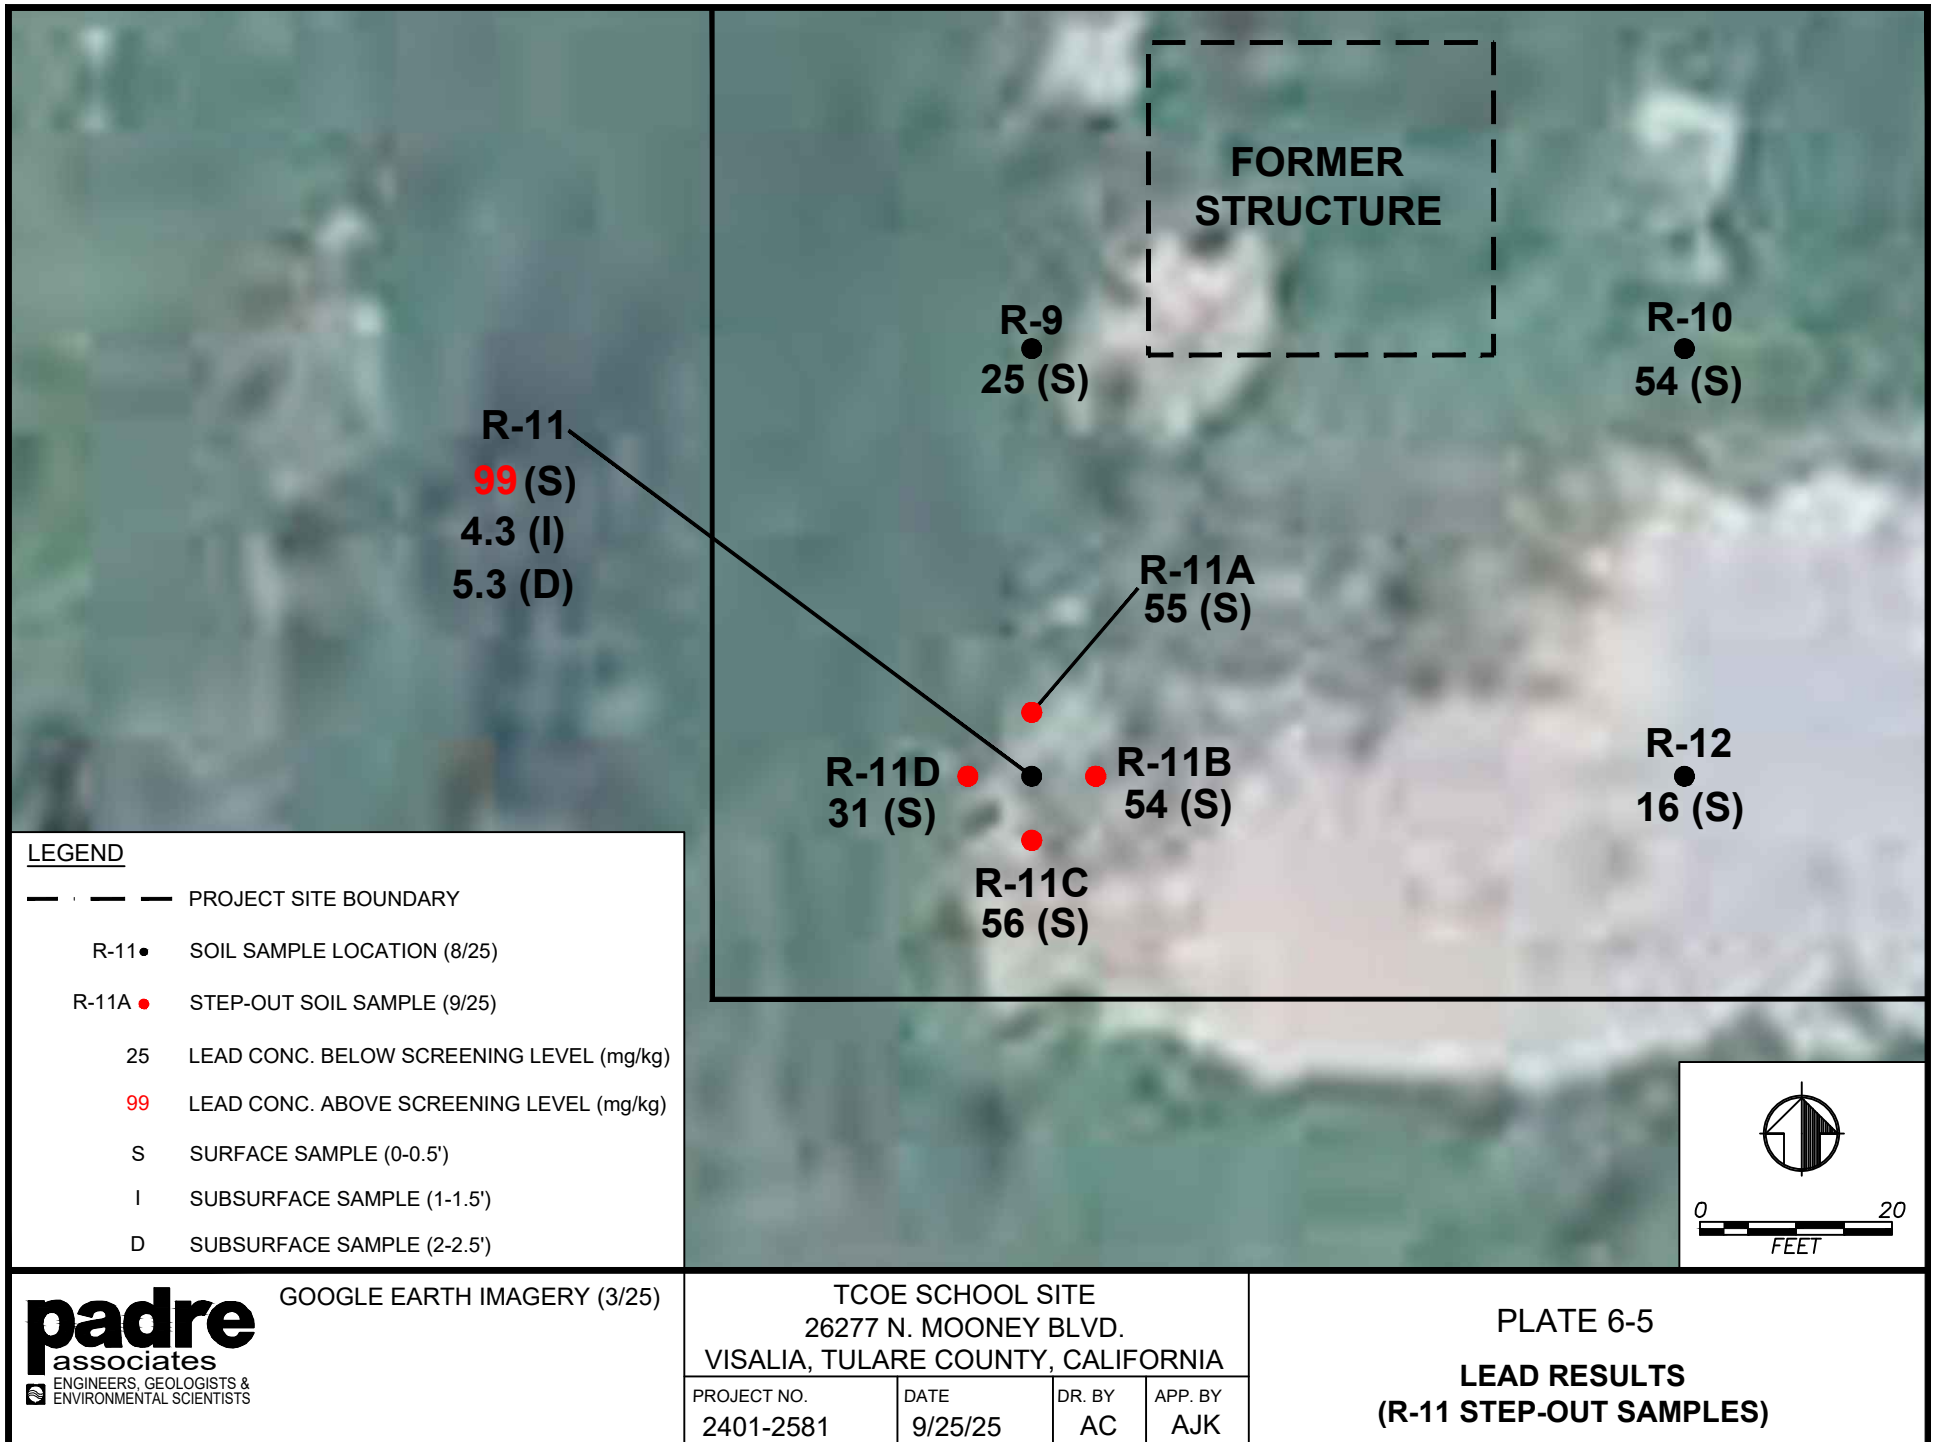 FORMER
STRUCTURE
R-9
25 (S)
R-10
54 (S)
R-11
99 (S)
4.3 (I)
5.3 (D)
R-11A
55 (S)
R-11D
31 (S)
R-11B
54 (S)
R-11C
56 (S)
R-12
16 (S)
LEGEND
PROJECT SITE BOUNDARY
R-11 SOIL SAMPLE LOCATION (8/25)
R-11A STEP-OUT SOIL SAMPLE (9/25)
25 LEAD CONC. BELOW SCREENING LEVEL (mg/kg)
99 LEAD CONC. ABOVE SCREENING LEVEL (mg/kg)
S SURFACE SAMPLE (0-0.5')
I SUBSURFACE SAMPLE (1-1.5')
D SUBSURFACE SAMPLE (2-2.5')
0 20
FEET
padre
associates
ENGINEERS, GEOLOGISTS &
ENVIRONMENTAL SCIENTISTS
GOOGLE EARTH IMAGERY (3/25)
TCOE SCHOOL SITE
26277 N. MOONEY BLVD.
VISALIA, TULARE COUNTY, CALIFORNIA
PROJECT NO.
2401-2581
DATE
9/25/25
DR. BY
AC
APP. BY
AJK
PLATE 6-5
LEAD RESULTS
(R-11 STEP-OUT SAMPLES)